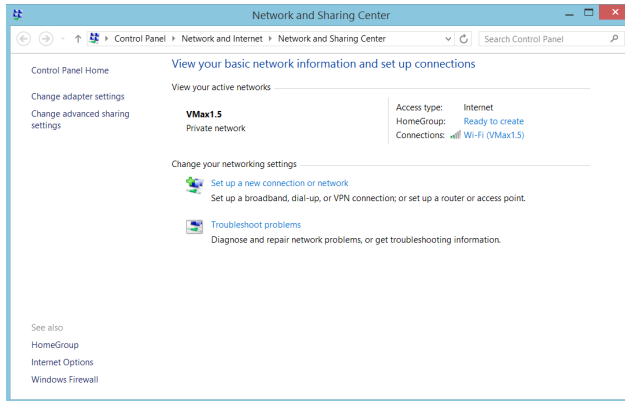 Network and Sharing Center
Control Panel Network and Internet Network and Sharing Center
Search Control Panel
Control Panel Home
Change adapter settings
Change advanced sharing
settings
View your basic network information and set up connections
View your active networks
VMax1.5
Private network
Access type: Internet
HomeGroup: Ready to create
Connections: Wi-Fi (VMax1.5)
Change your networking settings
Set up a new connection or network
Set up a broadband, dial-up, or VPN connection; or set up a router or access point.
Troubleshoot problems
Diagnose and repair network problems, or get troubleshooting information.
See also
HomeGroup
Internet Options
Windows Firewall